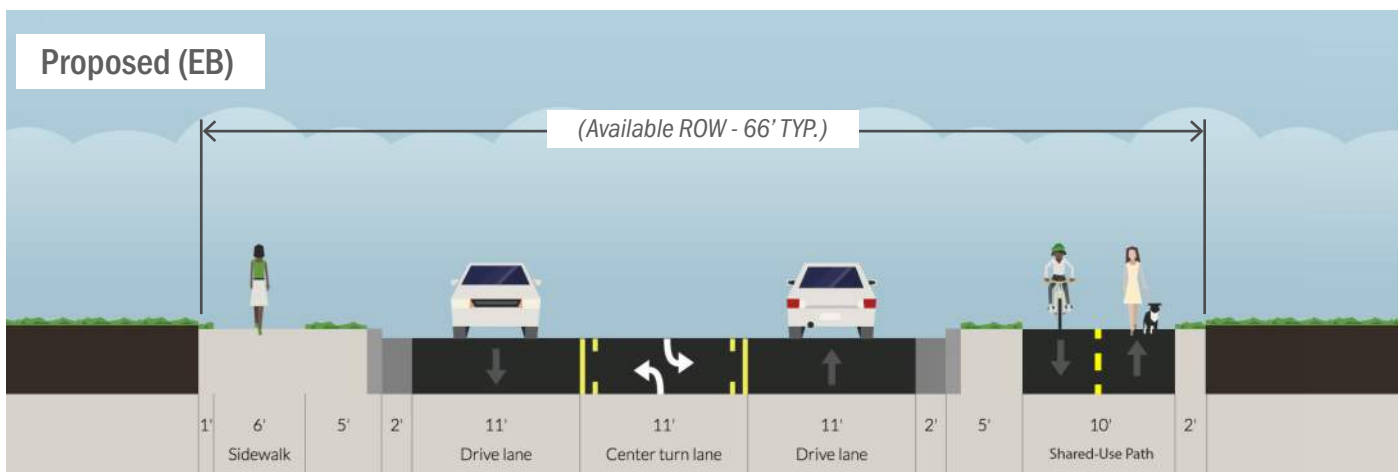 Proposed (EB)
(Available ROW - 66' TYP.)
1' 6' 5' 2' 11' 11' 11' 2' 5' 10' 2'
Sidewalk Drive lane Center turn lane Drive lane Shared-Use Path